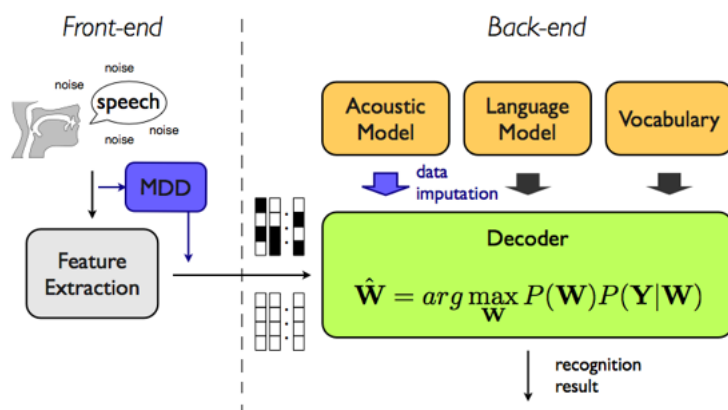 Front-end
Back-end
noise
noise
speech
noise
noise
MDD
Feature
Extraction
Acoustic
Model
Language
Model
Vocabulary
data
imputation
Decoder
Ŵ = arg max P(W)P(Y|W)
W
recognition
result